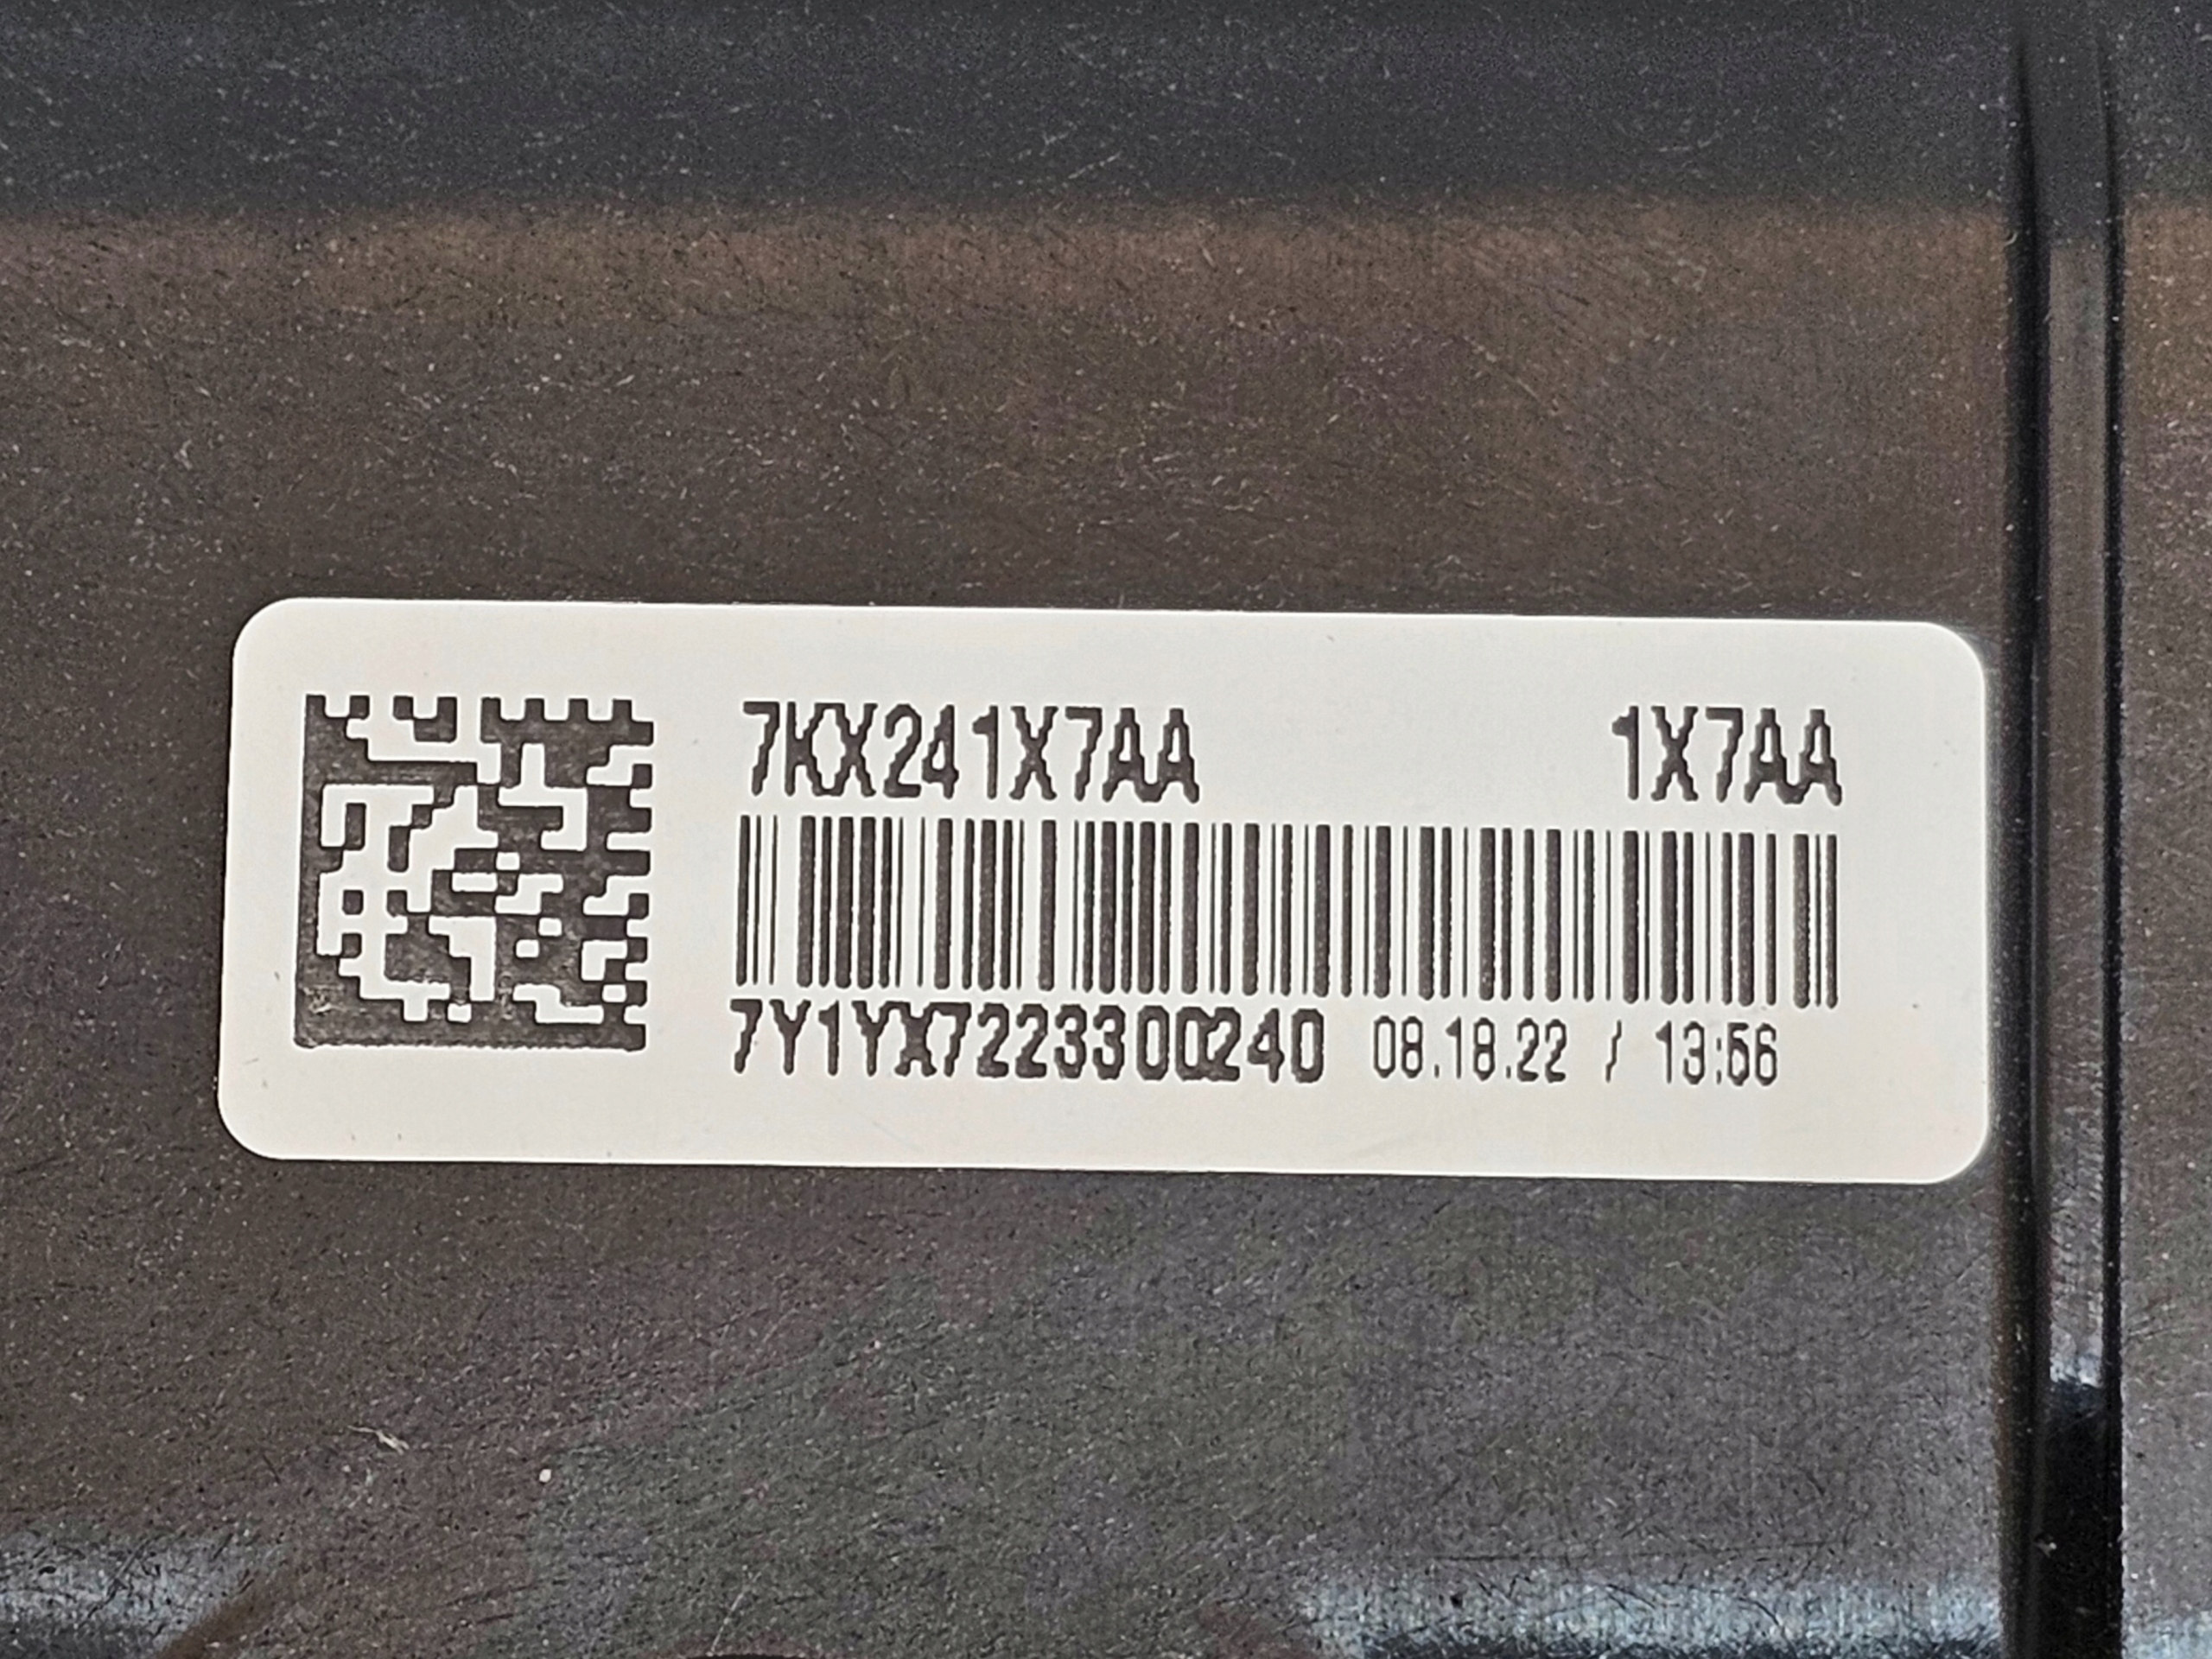 7KX241X7AA 1X7AA
7Y1YX7223300240 08.18.22 / 13:56